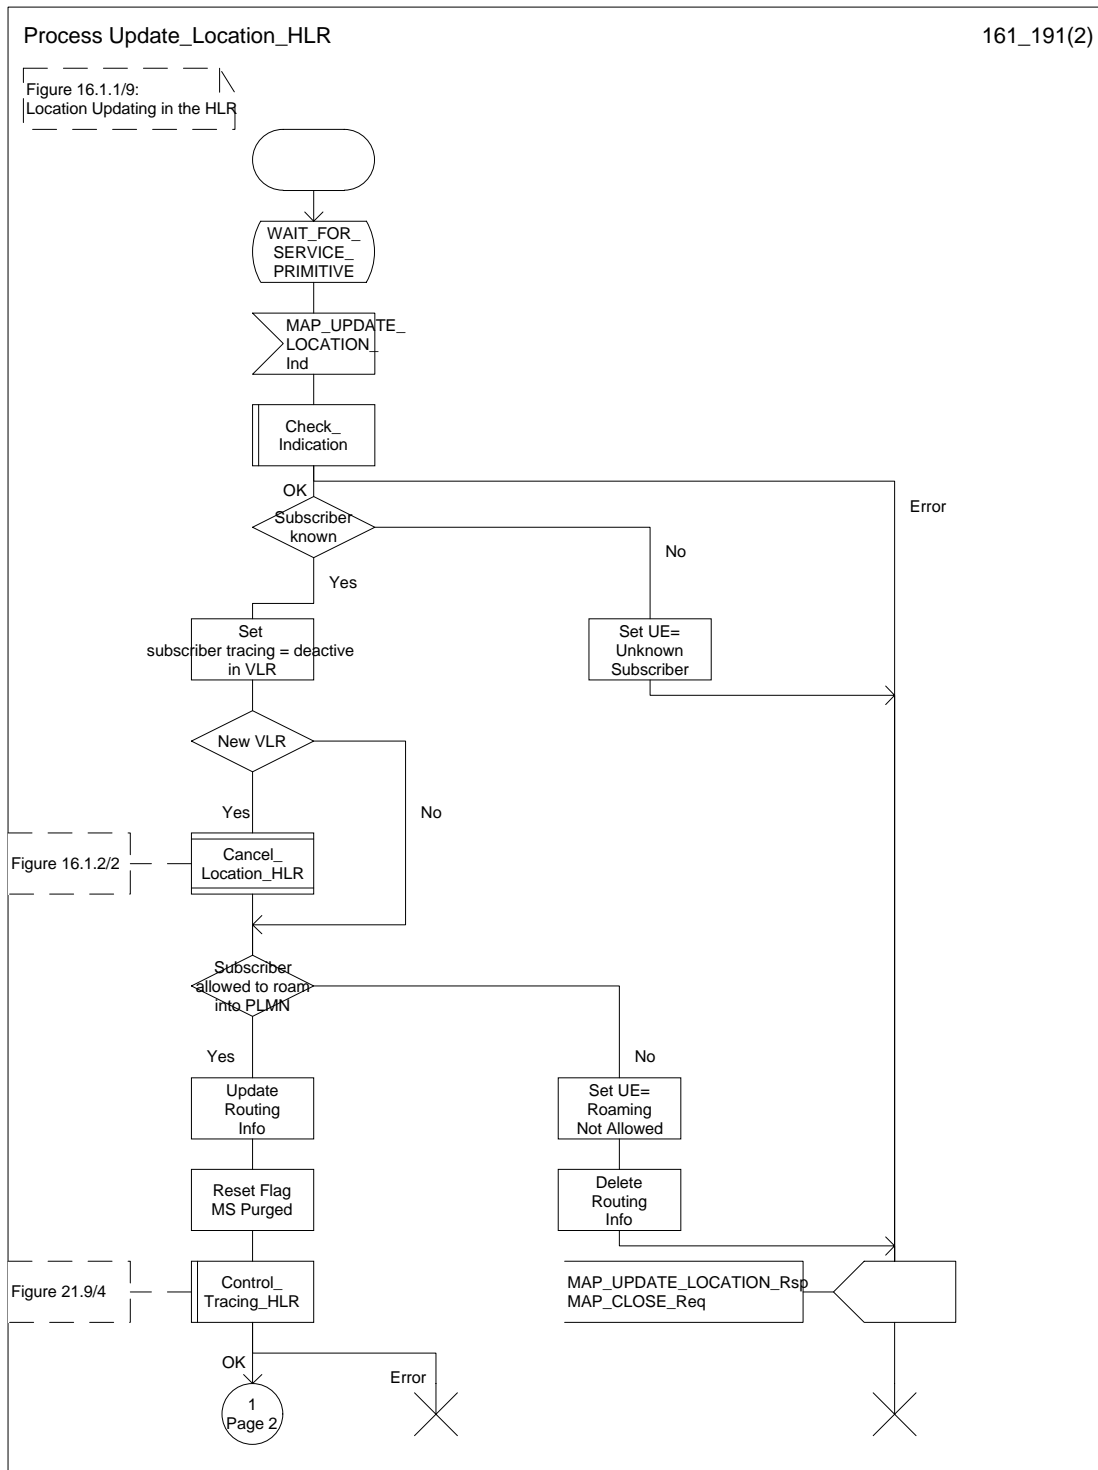 Process Update_Location_HLR
161_191(2)
Figure 16.1.1/9:
Location Updating in the HLR
WAIT_FOR_
SERVICE_
PRIMITIVE
MAP_UPDATE_
LOCATION_
Ind
Check_
Indication
OK
Error
Subscriber
known
No
Yes
Set
subscriber tracing = deactive
in VLR
Set UE=
Unknown
Subscriber
New VLR
Yes
No
Figure 16.1.2/2
Cancel_
Location_HLR
Subscriber
allowed to roam
into PLMN
Yes
No
Update
Routing
Info
Set UE=
Roaming
Not Allowed
Reset Flag
MS Purged
Delete
Routing
Info
Figure 21.9/4
Control_
Tracing_HLR
MAP_UPDATE_LOCATION_Rsp
MAP_CLOSE_Req
OK
Error
1
Page 2